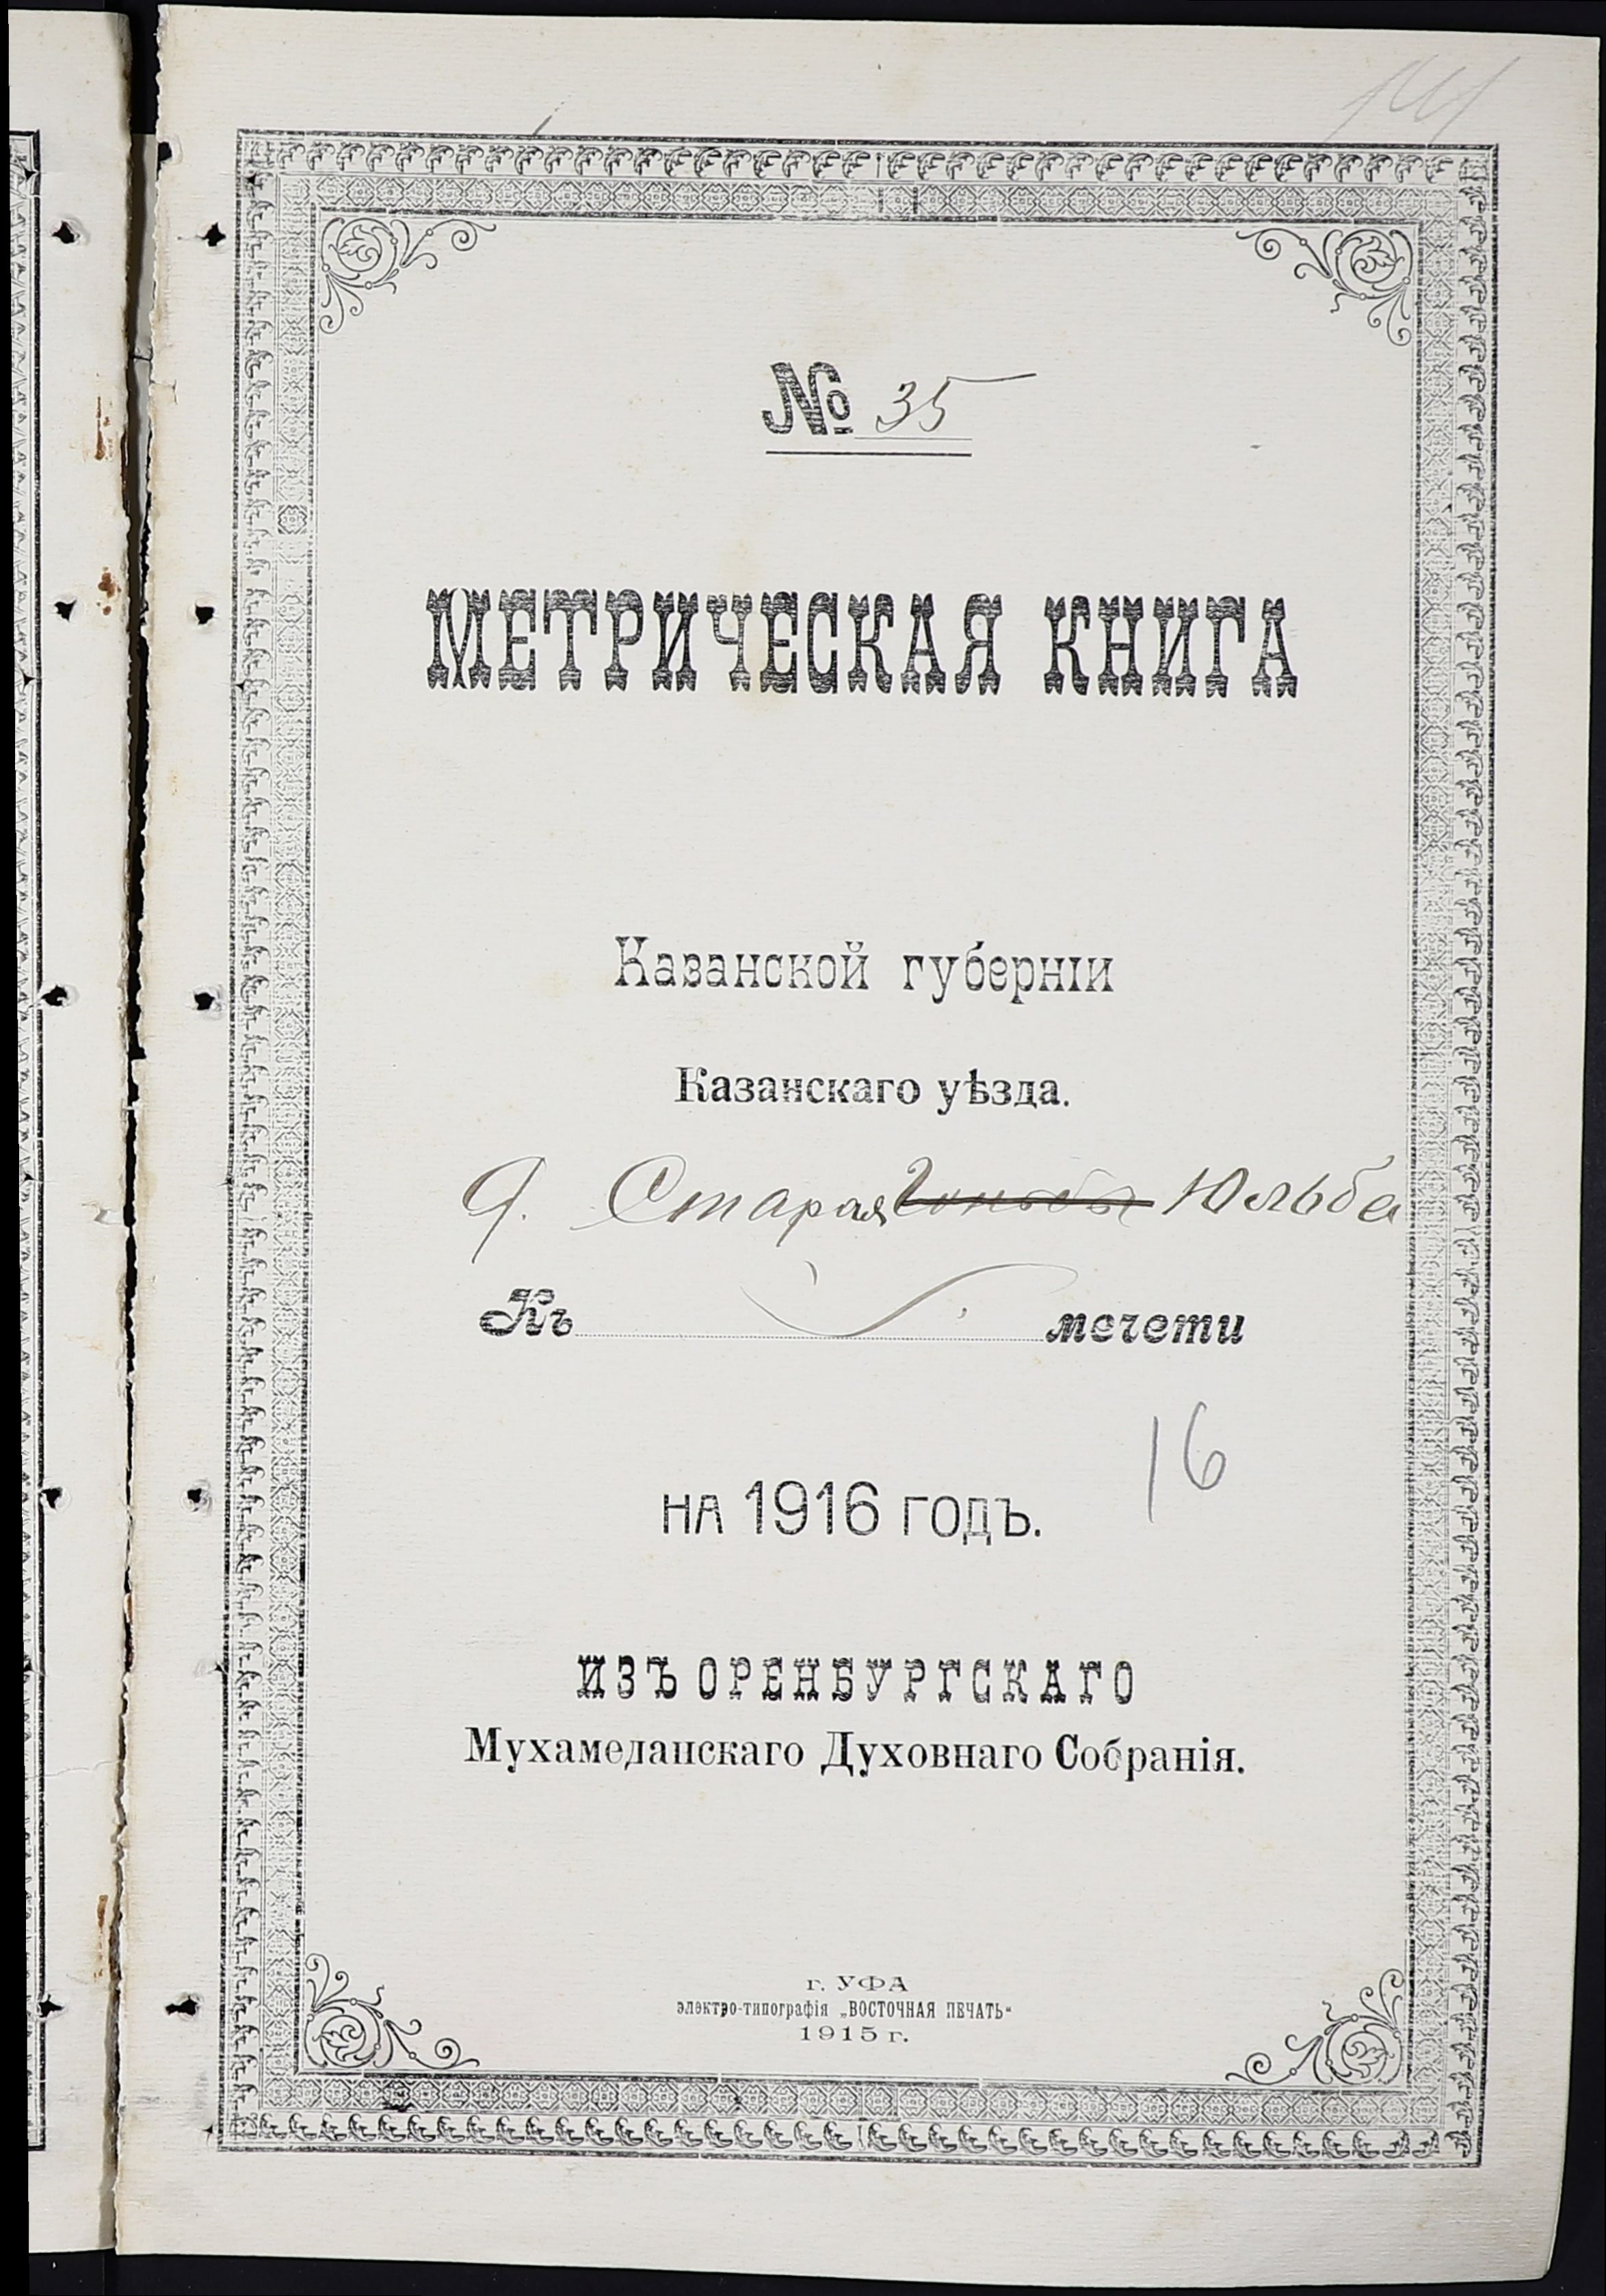 141
№ 35
МЕТРИЧЕСКАЯ КНИГА
Казанской губерніи
Казанскаго уѣзда.
д. Старая Юльба
Къ мечети
16
НА 1916 ГОДЪ.
ИЗЪ ОРЕНБУРГСКАГО
Мухамеданскаго Духовнаго Собранія.
г. УФА
электро-типографія „ВОСТОЧНАЯ ПЕЧАТЬ“
1915 г.